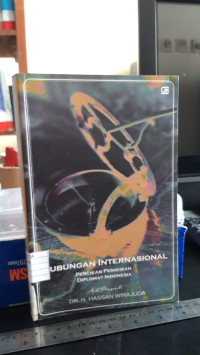 HUBUNGAN INTERNASIONAL
PERCIKAN PEMIKIRAN
DIPLOMAT INDONESIA
DR. N. HASSAN WIRAJUDA